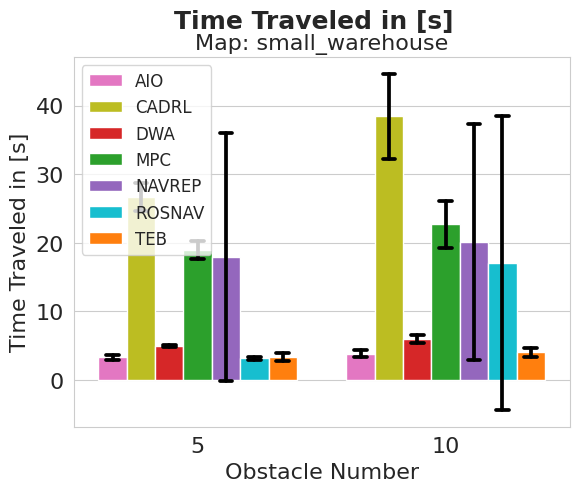 Time Traveled in [s]
Map: small_warehouse
Time Traveled in [s]
40
30
20
10
0
AIO
CADRL
DWA
MPC
NAVREP
ROSNAV
TEB
5
10
Obstacle Number